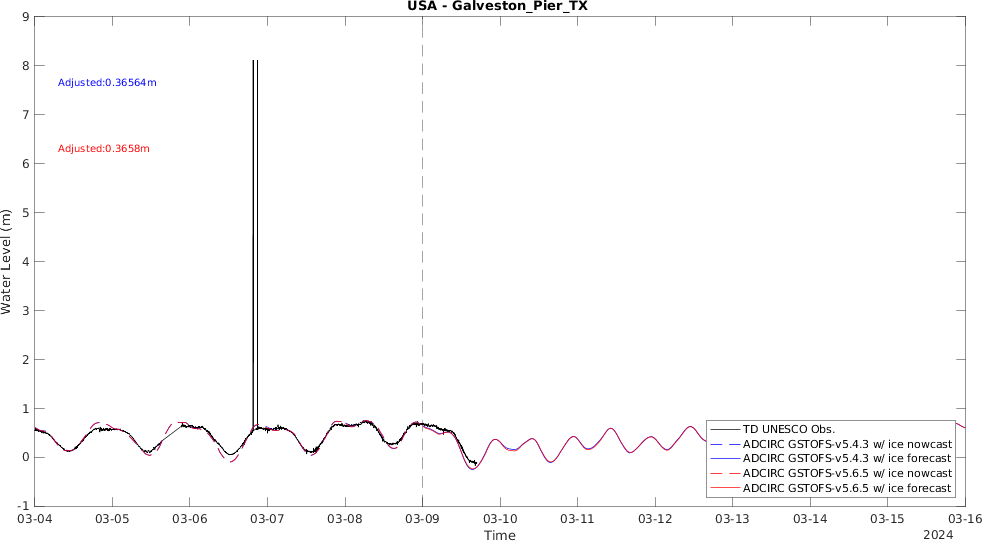 USA - Galveston_Pier_TX
9
8
7
6
5
4
3
2
1
0
-1
Water Level (m)
Adjusted:0.36564m
Adjusted:0.3658m
TD UNESCO Obs.
ADCIRC GSTOFS-v5.4.3 w/ ice nowcast
ADCIRC GSTOFS-v5.4.3 w/ ice forecast
ADCIRC GSTOFS-v5.6.5 w/ ice nowcast
ADCIRC GSTOFS-v5.6.5 w/ ice forecast
03-04 03-05 03-06 03-07 03-08 03-09 03-10 03-11 03-12 03-13 03-14 03-15 03-16
Time
2024